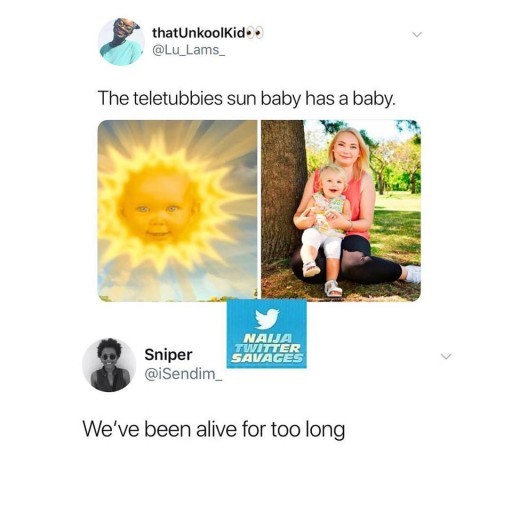 thatUnkoolKid👀
@Lu_Lams_
The teletubbies sun baby has a baby.
NAIJA
TWITTER
SAVAGES
Sniper
@iSendim_
We've been alive for too long